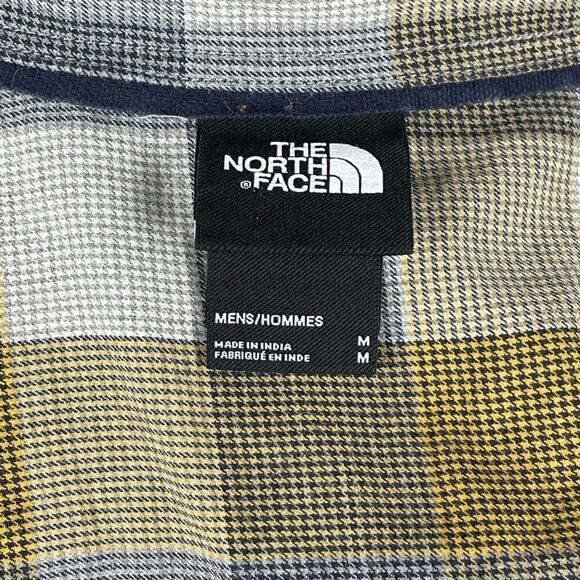 THE
NORTH
® FACE
MENS/HOMMES
MADE IN INDIA M
FABRIQUÉ EN INDE M